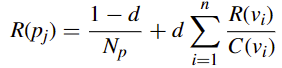 R(p_j) = \frac{1 - d}{N_p} + d \sum_{i=1}^{n} \frac{R(v_i)}{C(v_i)}